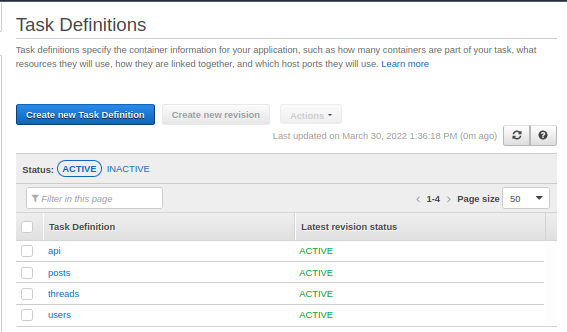 Task Definitions
Task definitions specify the container information for your application, such as how many containers are part of your task, what
resources they will use, how they are linked together, and which host ports they will use. Learn more
Create new Task Definition Create new revision Actions
Last updated on March 30, 2022 1:36:18 PM (0m ago)
Status: ACTIVE INACTIVE
Filter in this page 1-4 Page size 50
Task Definition Latest revision status
api ACTIVE
posts ACTIVE
threads ACTIVE
users ACTIVE